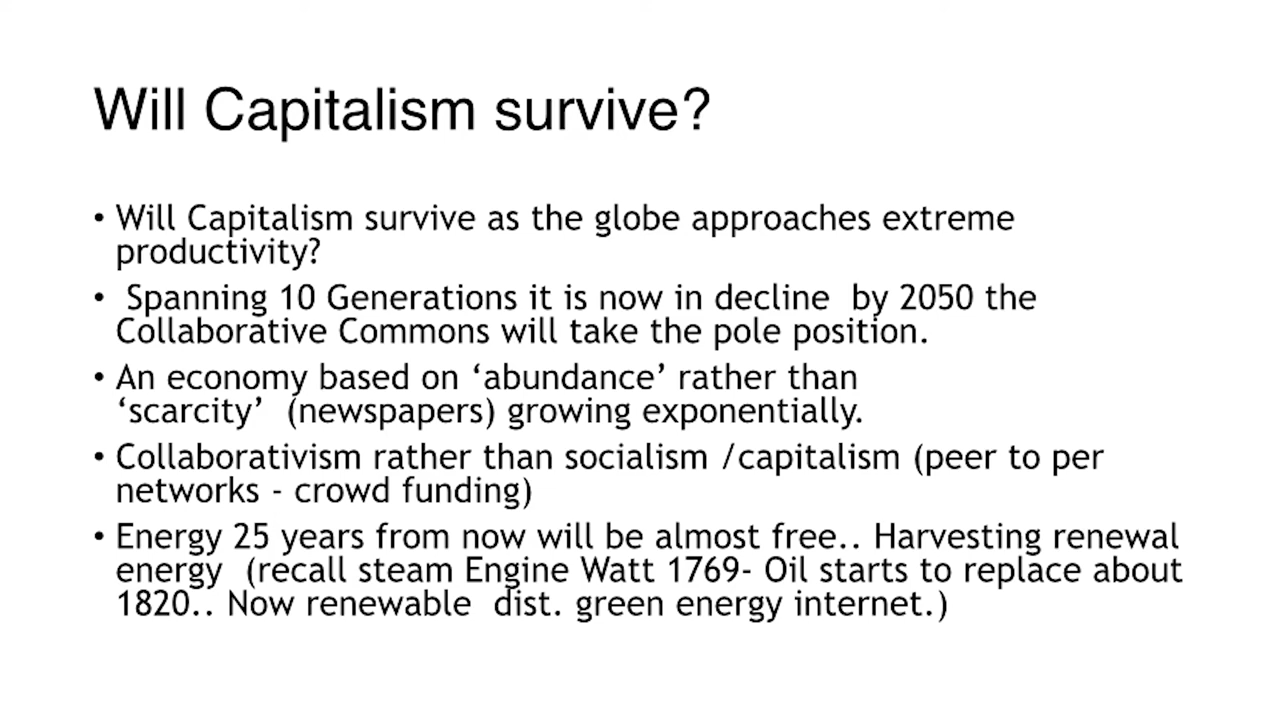 Will Capitalism survive?
• Will Capitalism survive as the globe approaches extreme
productivity?
• Spanning 10 Generations it is now in decline by 2050 the
Collaborative Commons will take the pole position.
• An economy based on ‘abundance’ rather than
‘scarcity’ (newspapers) growing exponentially.
• Collaborativism rather than socialism /capitalism (peer to per
networks - crowd funding)
• Energy 25 years from now will be almost free.. Harvesting renewal
energy (recall steam Engine Watt 1769- Oil starts to replace about
1820.. Now renewable dist. green energy internet.)